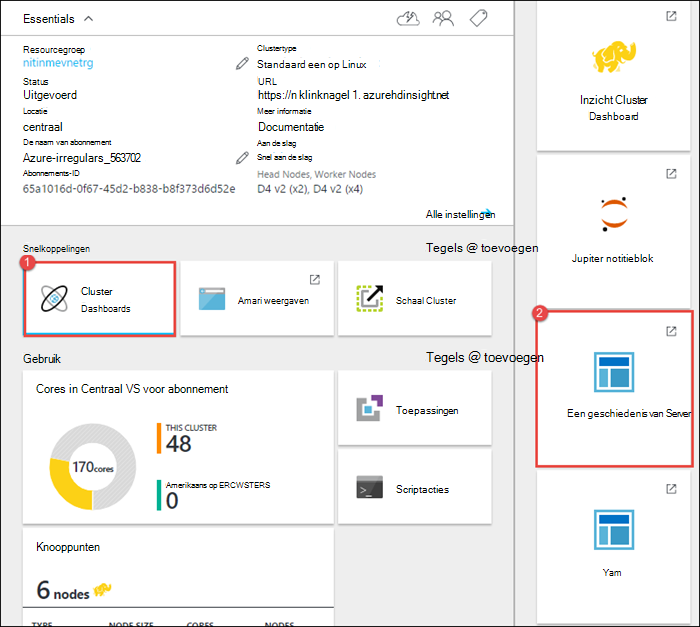 Essentials
Resourcegroep
nitinmevnetrg
Status
Uitgevoerd
Locatie
centraal
De naam van abonnement
Azure-irregulars_563702
Abonnements-ID
65a1016d-0f67-45d2-b838-b8f373d6d52e
Clustertype
Standaard een op Linux
URL
https://n klinknagel 1. azurehdinsight.net
Meer informatie
Documentatie
Aan de slag
Snel aan de slag
Head Nodes, Worker Nodes
D4 v2 (x2), D4 v2 (x4)
Alle instellingen
Snelkoppelingen
Tegels @ toevoegen
1
Cluster
Dashboards
Amari weergaven
Schaal Cluster
Gebruik
Tegels @ toevoegen
Cores in Centraal VS voor abonnement
170 cores
THIS CLUSTER
48
Amerikaans op ERCWSTERS
0
Toepassingen
Scriptacties
Knooppunten
6 nodes
TYPE NODE SIZE CORES NODES
Inzicht Cluster
Dashboard
Jupiter notitieblok
2
Een geschiedenis van Server
Yam